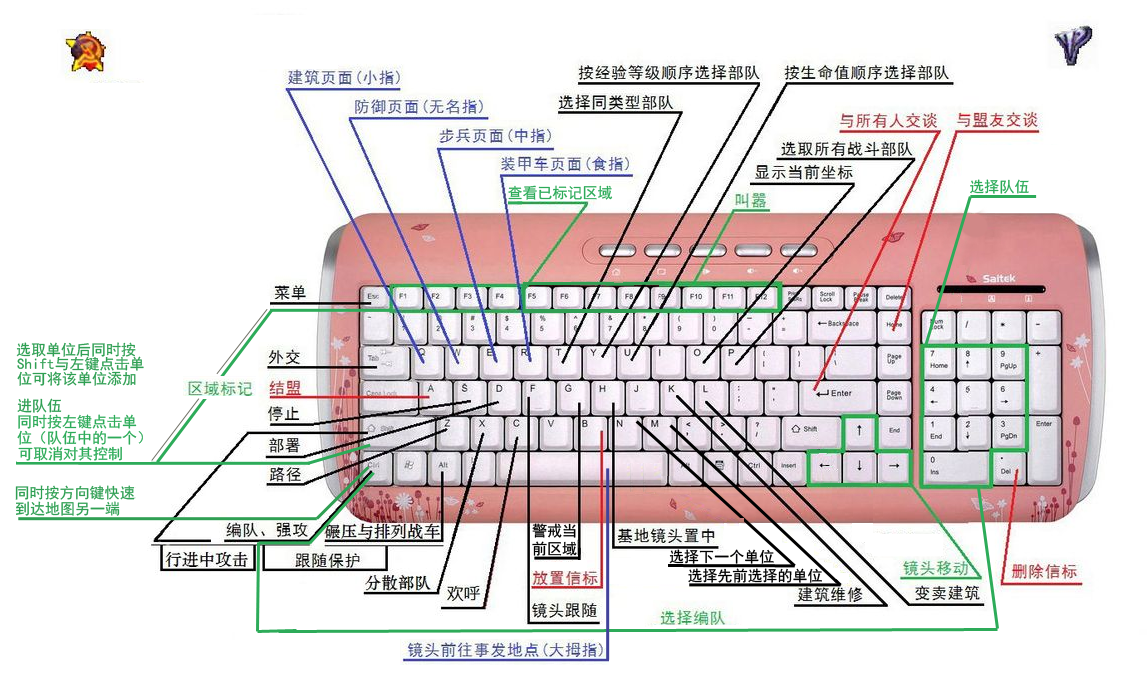 按经验等级顺序选择部队
按生命值顺序选择部队
建筑页面(小指)
选择同类型部队
防御页面(无名指)
与所有人交谈
与盟友交谈
步兵页面(中指)
选取所有战斗部队
装甲车页面(食指)
显示当前坐标
查看已标记区域
叫嚣
选择队伍
Saitek
菜单
Esc F1 F2 F3 F4 F5 F6 F7 F8 F9 F10 F11 F12 Scroll Lock Pause Break Delete
Backspace Home
Num Lock / * -
外交
Tab Q W E R T Y U I O P Page Up
7 Home 8 9 PgUp +
选取单位后同时按
Shift与左键点击单
位可将该单位添加
进队伍
同时按左键点击单
位（队伍中的一个）
可取消对其控制
区域标记
结盟
Caps Lock A S D F G H J K L Enter Page Down
4 5 6
停止
Shift Z X C V B N M Shift End
1 End 2 3 PgDn Enter
部署
路径
Ctrl Alt Alt Ctrl Insert
0 Ins Del
同时按方向键快速
到达地图另一端
编队、强攻
碾压与排列战车
警戒当
前区域
基地镜头置中
行进中攻击
跟随保护
选择下一个单位
分散部队
放置信标
选择先前选择的单位
镜头移动
删除信标
欢呼
建筑维修
变卖建筑
镜头跟随
选择编队
镜头前往事发地点(大拇指)